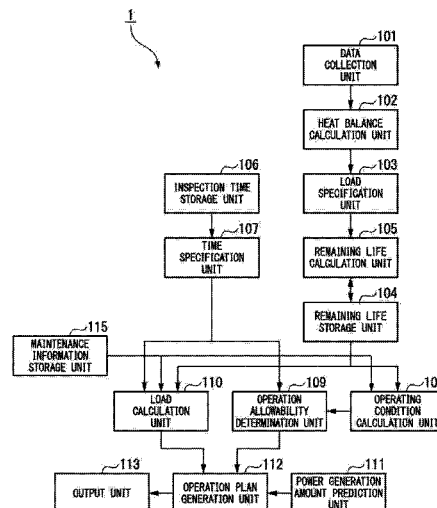 1
101
DATA
COLLECTION
UNIT
102
HEAT BALANCE
CALCULATION UNIT
106
103
INSPECTION TIME
STORAGE UNIT
LOAD
SPECIFICATION
UNIT
107
105
TIME
SPECIFICATION
UNIT
REMAINING LIFE
CALCULATION UNIT
104
115
REMAINING LIFE
STORAGE UNIT
MAINTENANCE
INFORMATION
STORAGE UNIT
110
109
10
LOAD
CALCULATION
UNIT
OPERATION
ALLOWABILITY
DETERMINATION UNIT
OPERATING
CONDITION
CALCULATION UNIT
113
112
111
OUTPUT UNIT
OPERATION PLAN
GENERATION UNIT
POWER GENERATION
AMOUNT PREDICTION
UNIT